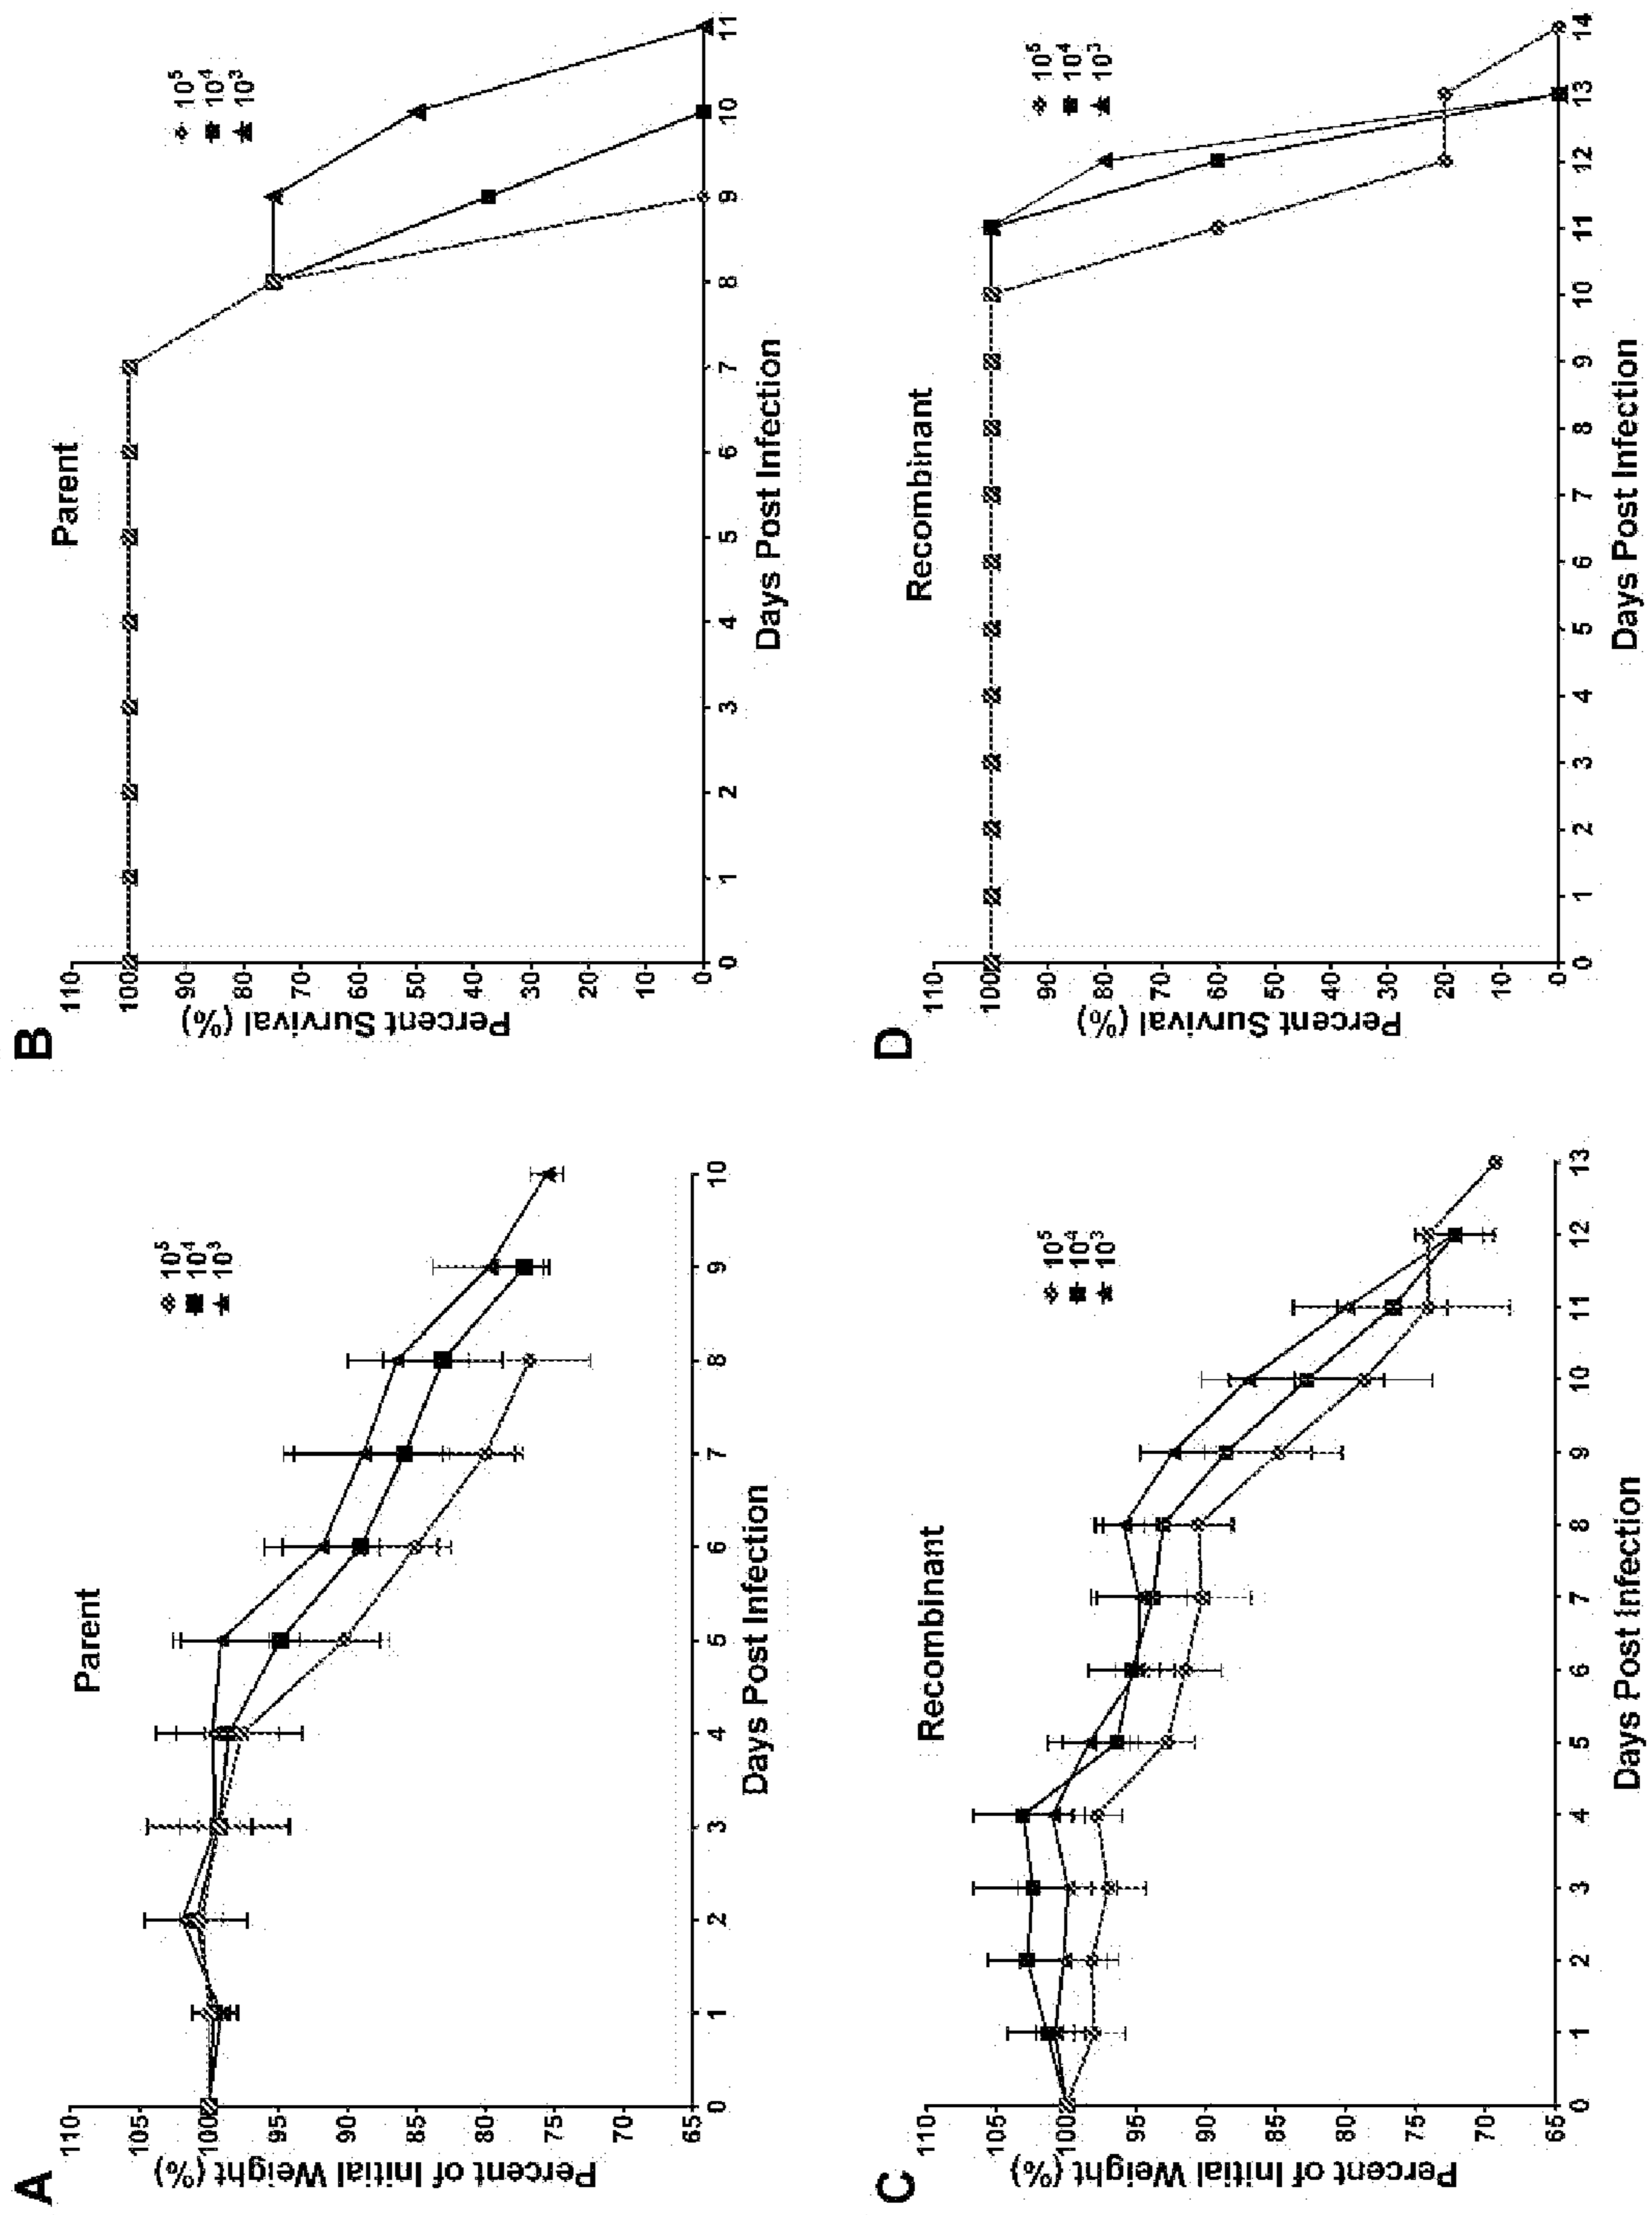 A
Parent
Percent of Initial Weight (%)
110
105
100
95
90
85
80
75
70
65
0 1 2 3 4 5 6 7 8 9 10
Days Post Infection
10⁵
10⁴
10³
B
Parent
Percent Survival (%)
110
100
90
80
70
60
50
40
30
20
10
0
0 1 2 3 4 5 6 7 8 9 10 11
Days Post Infection
10⁵
10⁴
10³
C
Recombinant
Percent of Initial Weight (%)
110
105
100
95
90
85
80
75
70
65
0 1 2 3 4 5 6 7 8 9 10 11 12 13
Days Post Infection
10⁵
10⁴
10³
D
Recombinant
Percent Survival (%)
110
100
90
80
70
60
50
40
30
20
10
0
0 1 2 3 4 5 6 7 8 9 10 11 12 13 14
Days Post Infection
10⁵
10⁴
10³